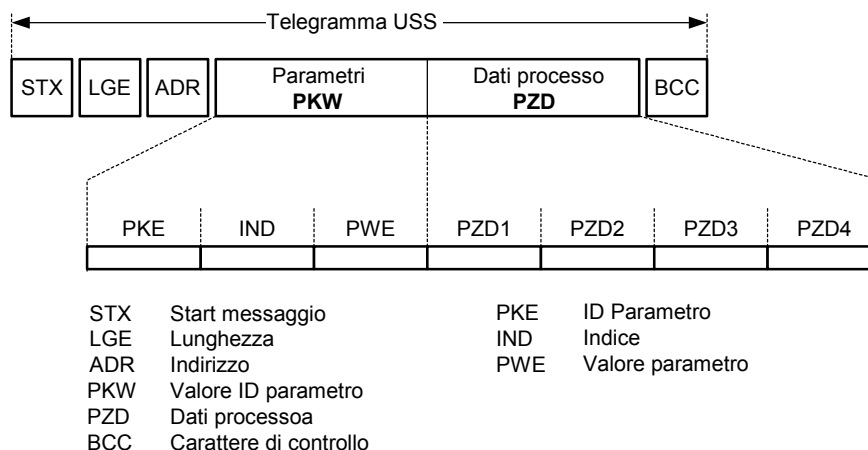 Telegramma USS
STX LGE ADR Parametri PKW Dati processo PZD BCC
PKE IND PWE PZD1 PZD2 PZD3 PZD4
STX Start messaggio
LGE Lunghezza
ADR Indirizzo
PKW Valore ID parametro
PZD Dati processoa
BCC Carattere di controllo
PKE ID Parametro
IND Indice
PWE Valore parametro